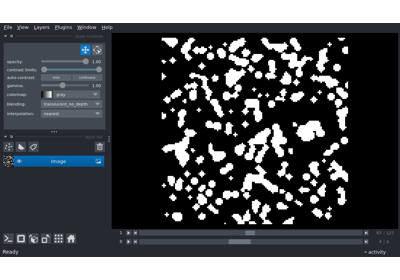 File View Layers Plugins Window Help
opacity: 1.00
contrast limits:
auto-contrast: once continuous
gamma: 1.00
colormap: gray
blending: translucent_no_depth
interpolation: nearest
Image
1
0
Ready
activity